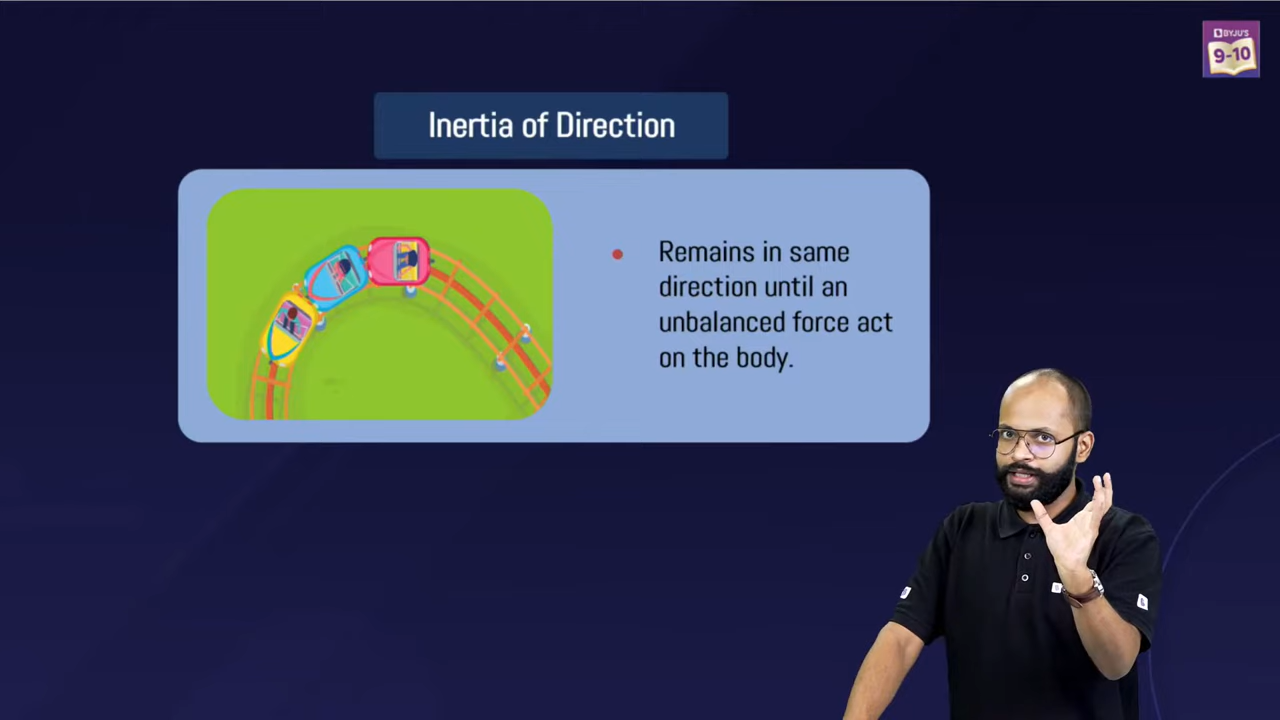 BYJU'S
9-10
Inertia of Direction
Remains in same
direction until an
unbalanced force act
on the body.